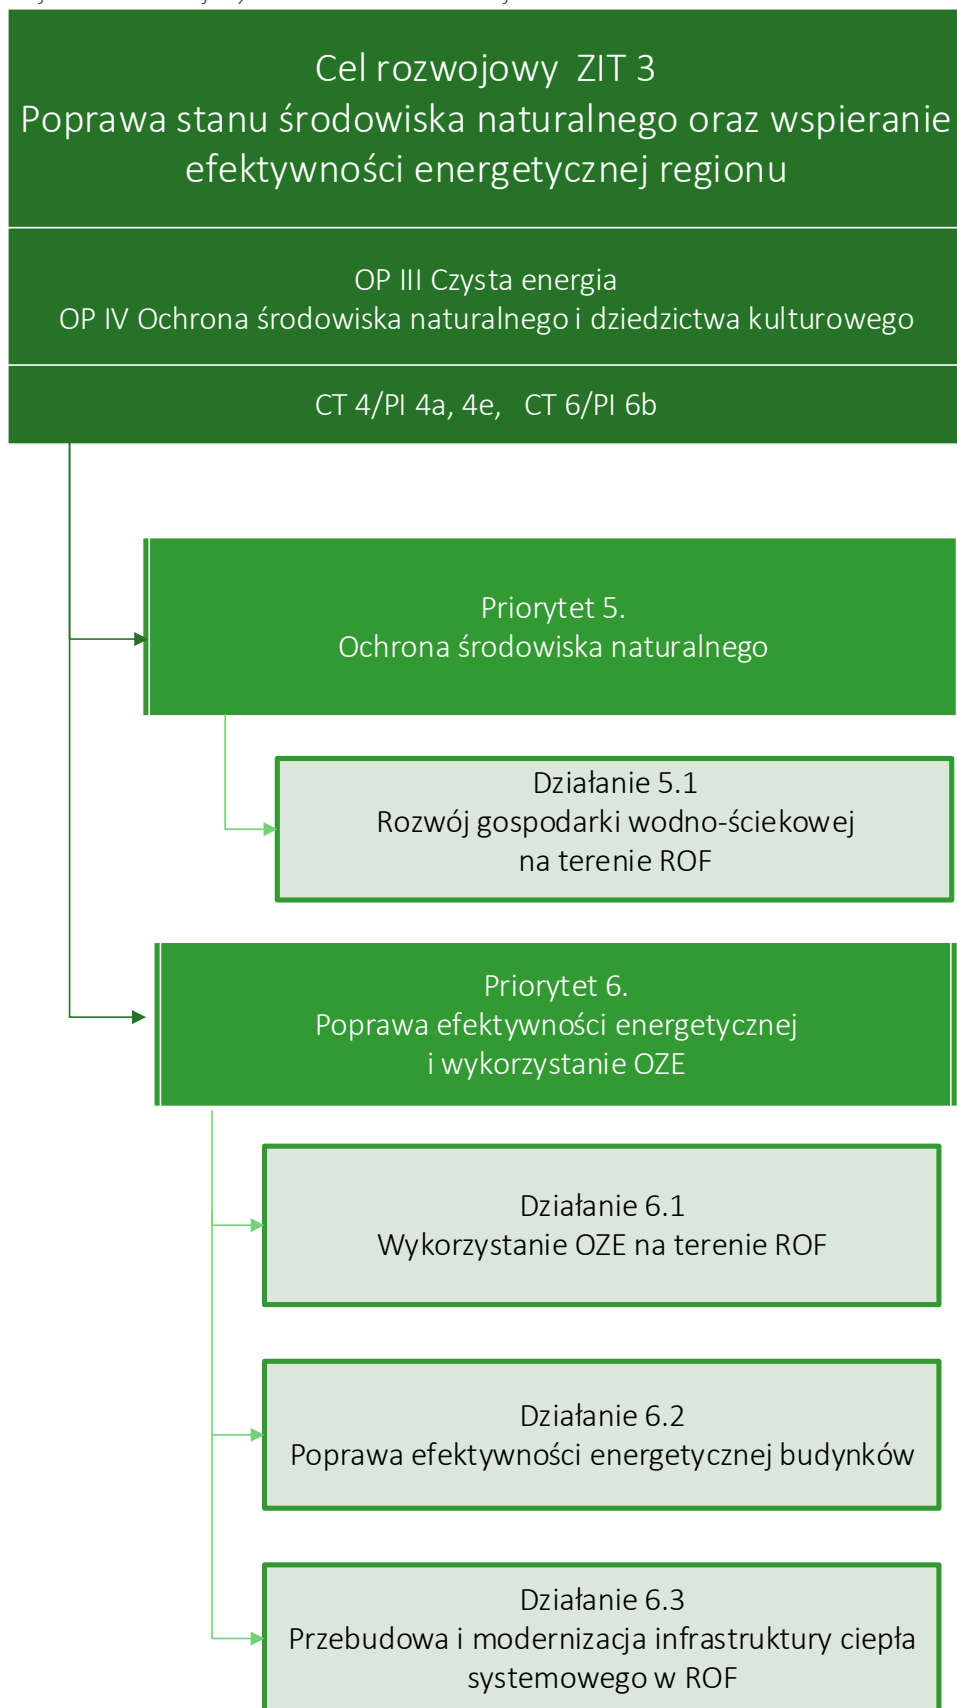 Cel rozwojowy ZIT 3
Poprawa stanu środowiska naturalnego oraz wspieranie
efektywności energetycznej regionu
OP III Czysta energia
OP IV Ochrona środowiska naturalnego i dziedzictwa kulturowego
CT 4/PI 4a, 4e, CT 6/PI 6b
Priorytet 5.
Ochrona środowiska naturalnego
Działanie 5.1
Rozwój gospodarki wodno-ściekowej
na terenie ROF
Priorytet 6.
Poprawa efektywności energetycznej
i wykorzystanie OZE
Działanie 6.1
Wykorzystanie OZE na terenie ROF
Działanie 6.2
Poprawa efektywności energetycznej budynków
Działanie 6.3
Przebudowa i modernizacja infrastruktury ciepła
systemowego w ROF